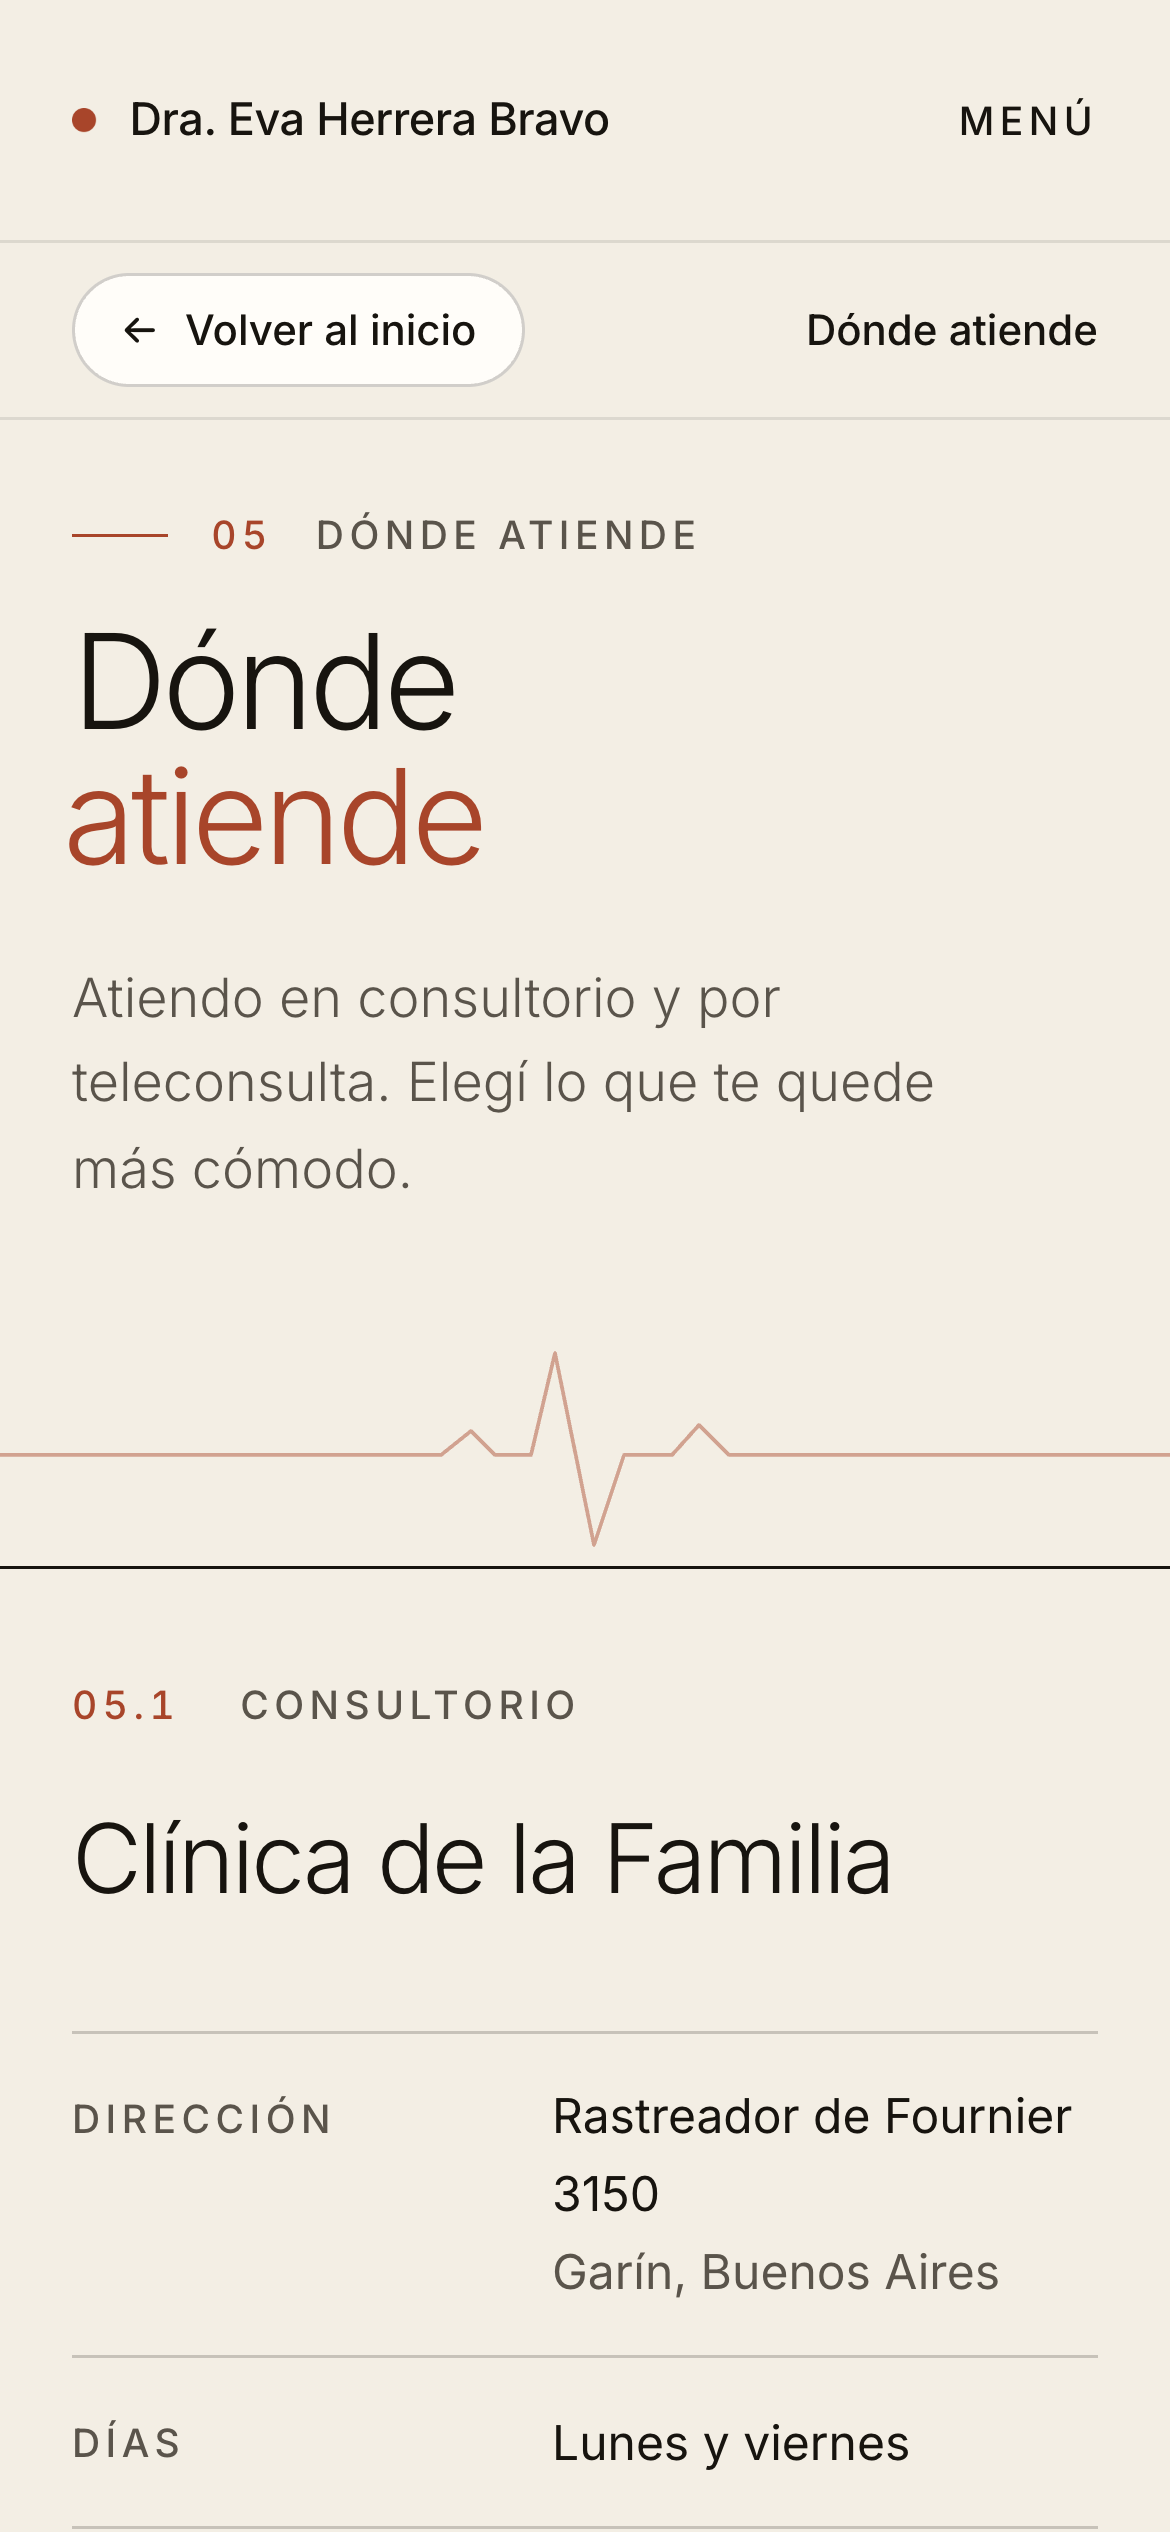 Dra. Eva Herrera Bravo
MENÚ
← Volver al inicio
Dónde atiende
05 DÓNDE ATIENDE
Dónde
atiende
Atiendo en consultorio y por
teleconsulta. Elegí lo que te quede
más cómodo.
05.1 CONSULTORIO
Clínica de la Familia
DIRECCIÓN
Rastreador de Fournier
3150
Garín, Buenos Aires
DÍAS
Lunes y viernes